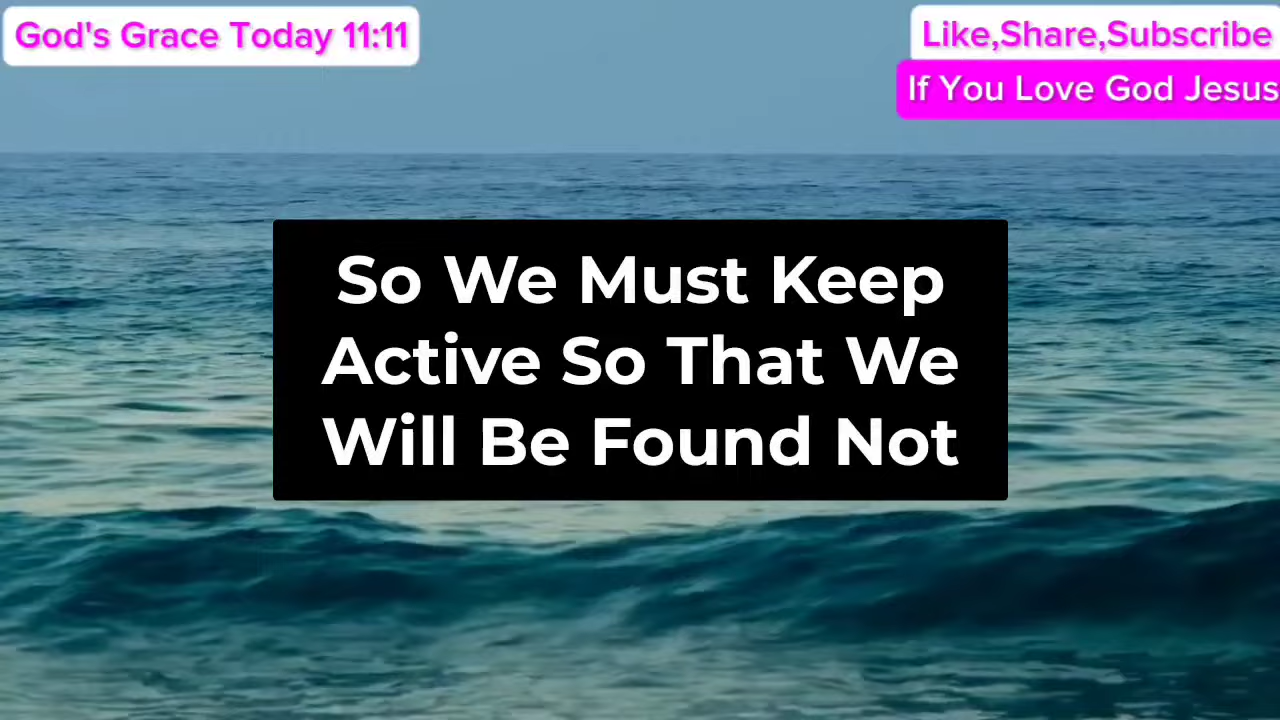 God's Grace Today 11:11
Like,Share,Subscribe
If You Love God Jesus
So We Must Keep
Active So That We
Will Be Found Not